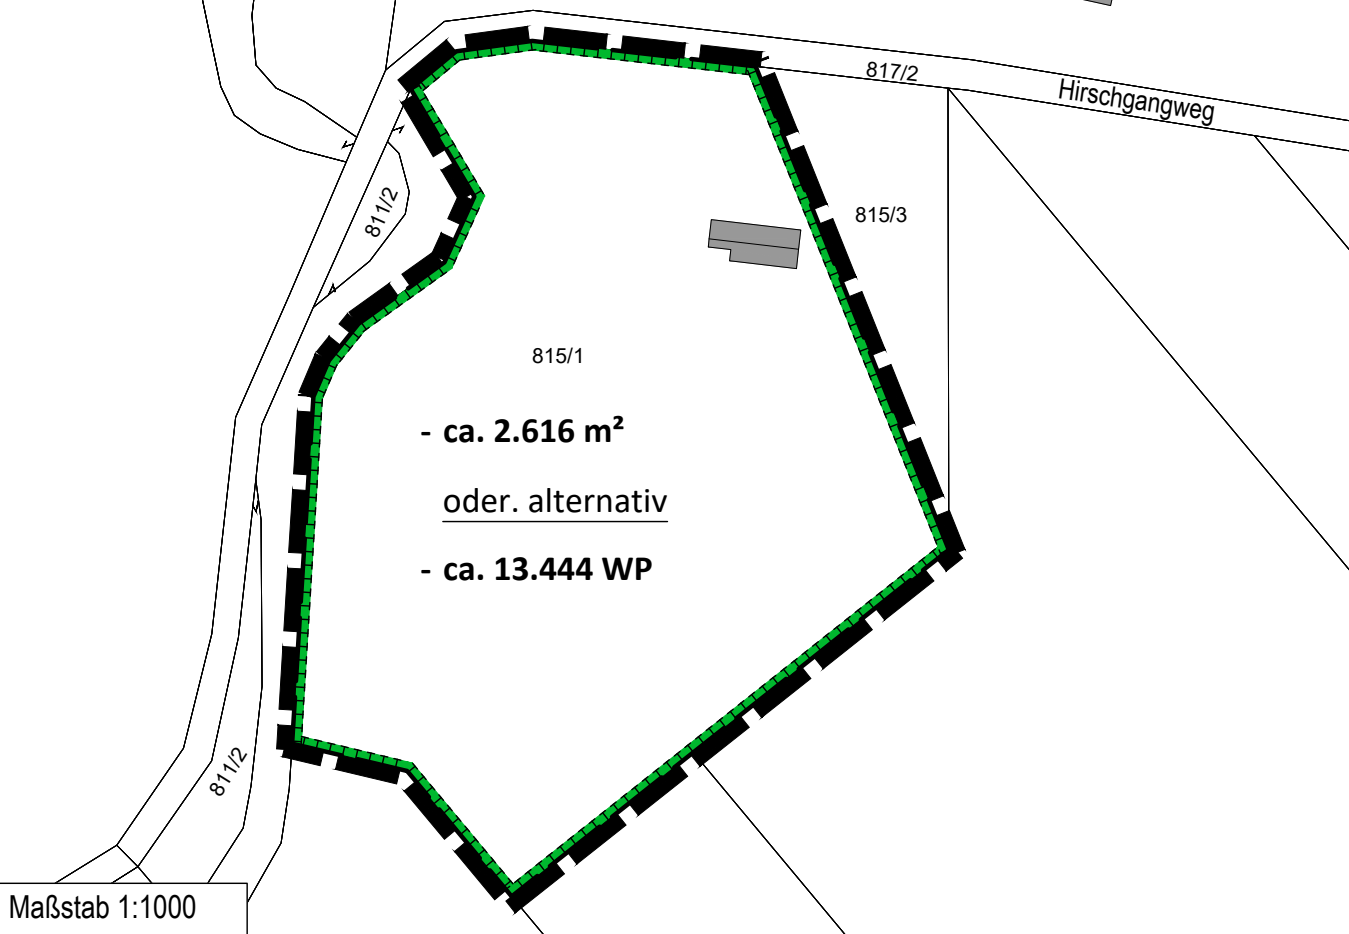 817/2
Hirschgangweg
811/2
815/3
815/1
- ca. 2.616 m²
oder. alternativ
- ca. 13.444 WP
811/2
Maßstab 1:1000